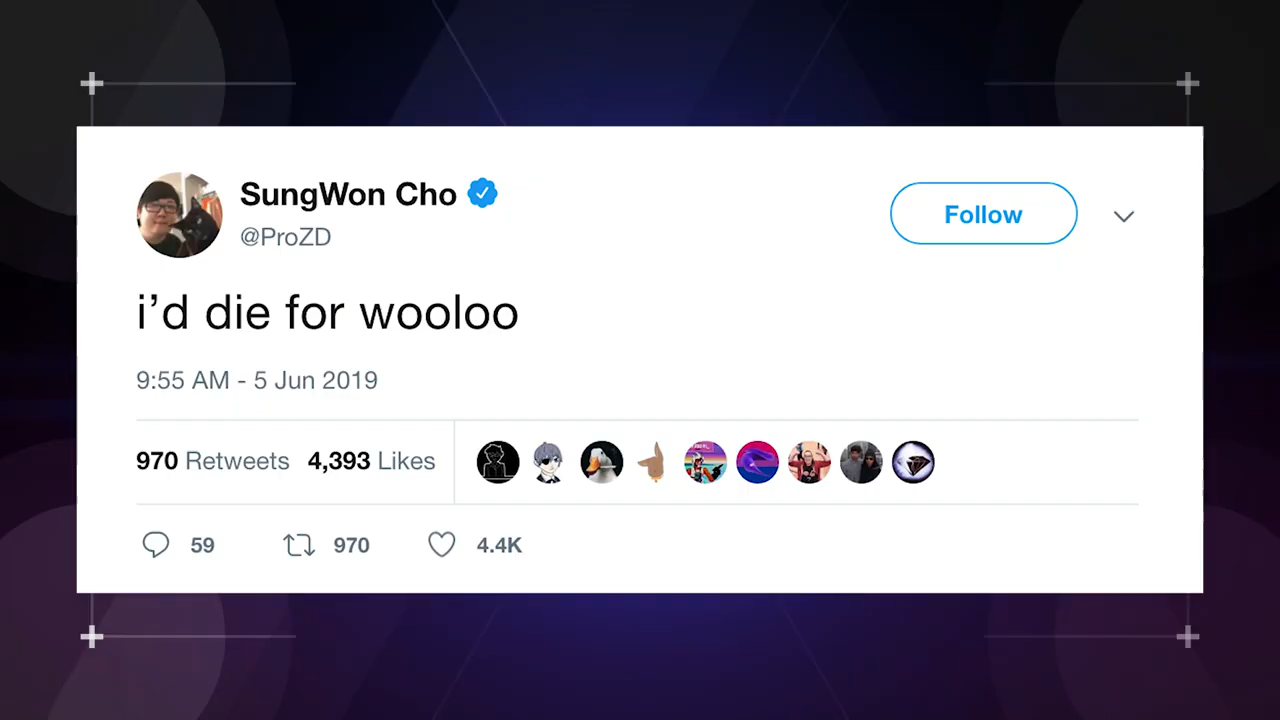 SungWon Cho
@ProZD
Follow
i’d die for wooloo
9:55 AM - 5 Jun 2019
970 Retweets 4,393 Likes
59 970 4.4K